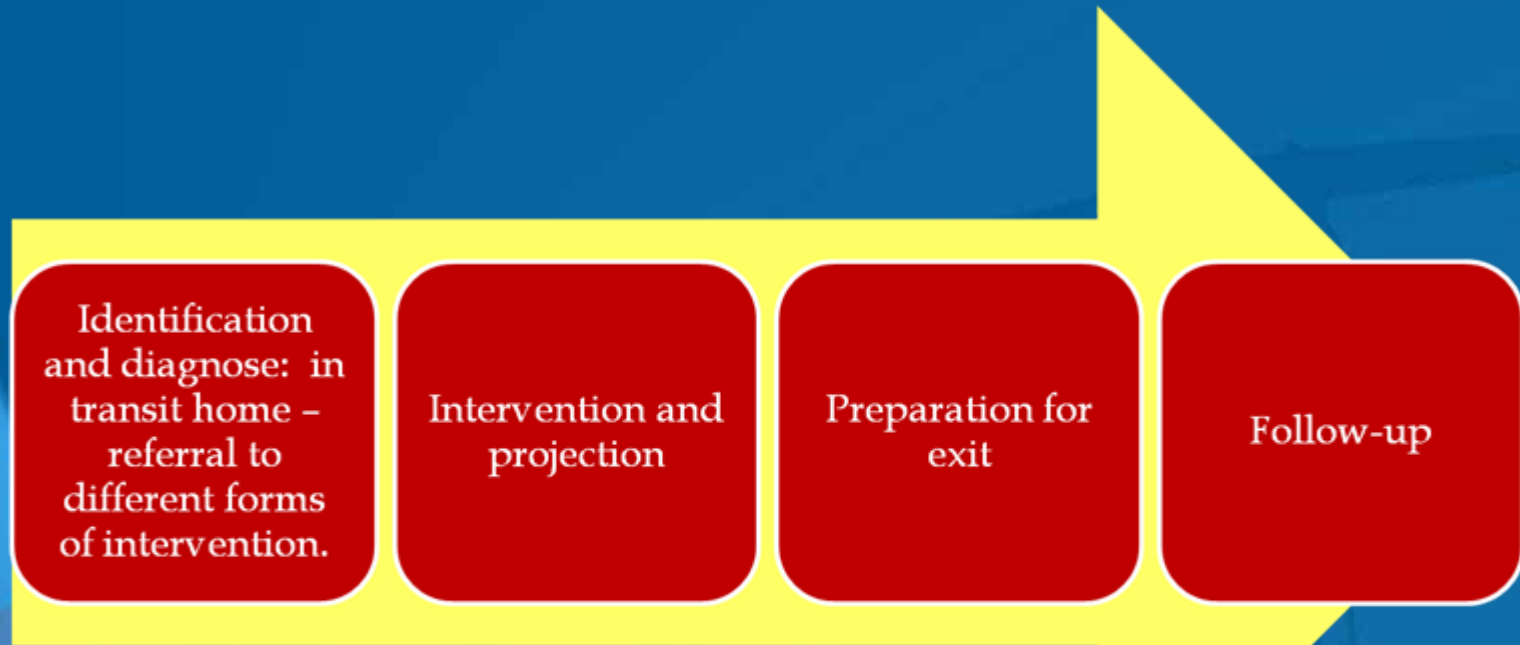 Identification
and diagnose: in
transit home –
referral to
different forms
of intervention.
Intervention and
projection
Preparation for
exit
Follow-up